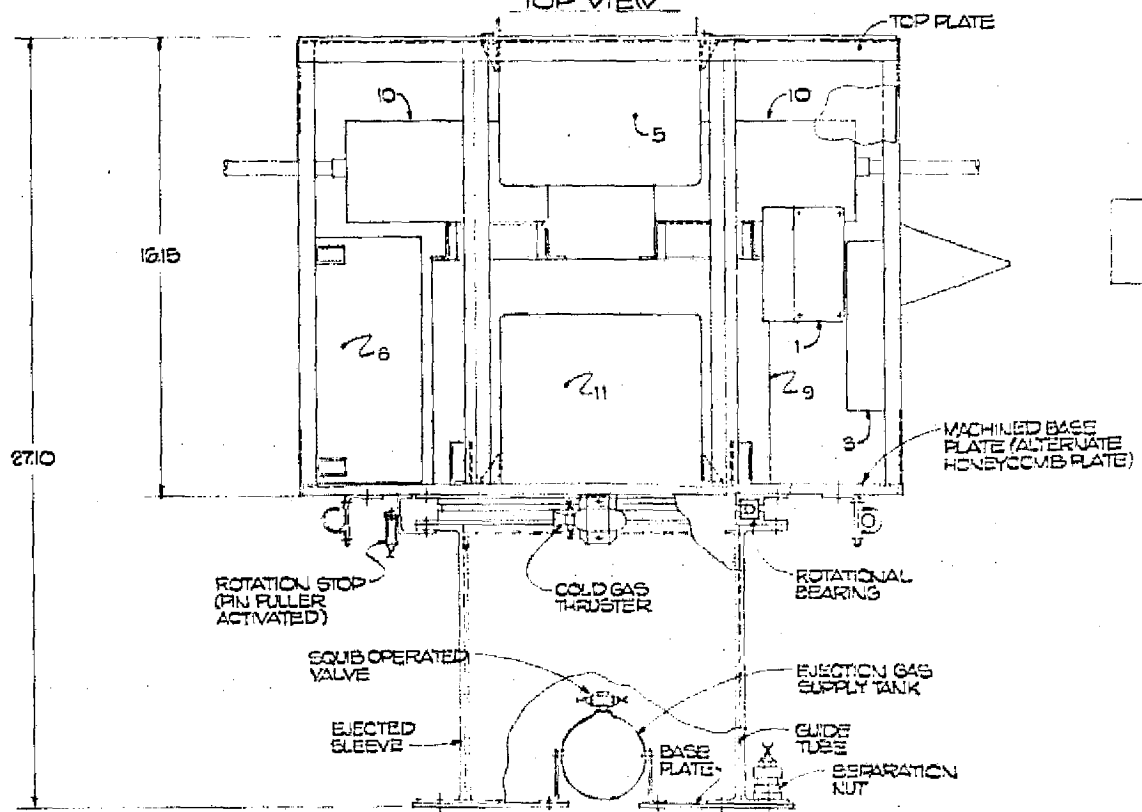 TOP VIEW
TOP PLATE
10
10
5
6
11
1
9
3
27.10
MACHINED BASE
PLATE (ALTERNATE
HONEYCOMB PLATE)
ROTATION STOP
(PIN PULLER
ACTIVATED)
COLD GAS
THRUSTER
ROTATIONAL
BEARING
SQUIB OPERATED
VALVE
EJECTION GAS
SUPPLY TANK
EJECTED
SLEEVE
BASE
PLATE
GUIDE
TUBE
SEPARATION
NUT